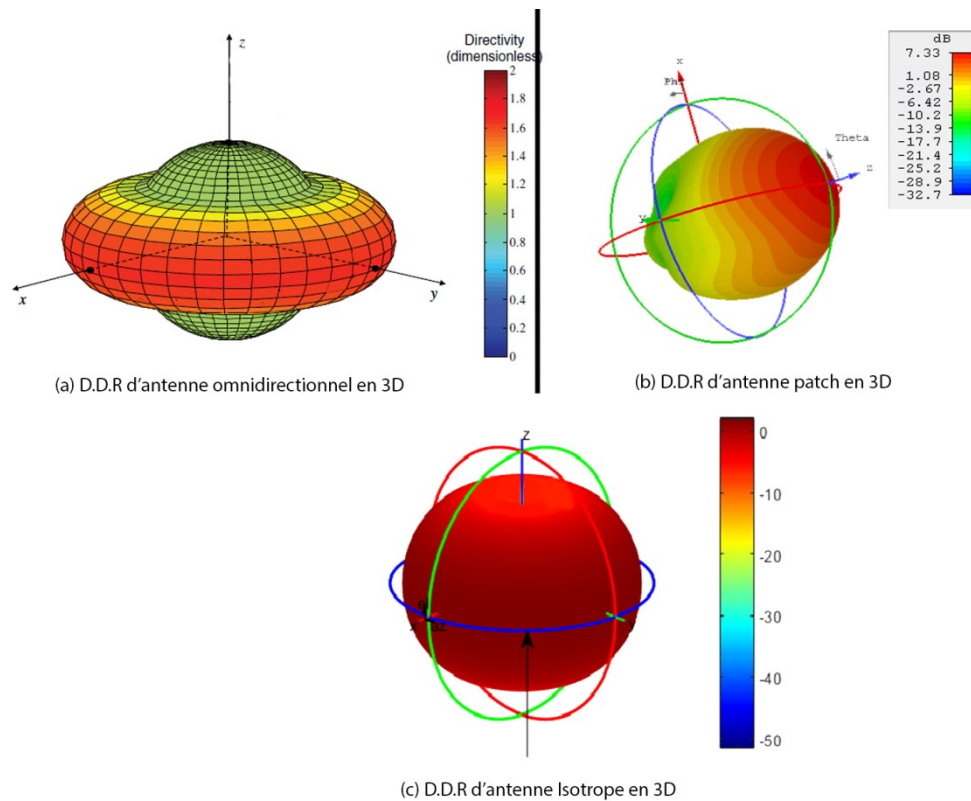 z
Directivity
(dimensionless)
2
1.8
1.6
1.4
1.2
1
0.8
0.6
0.4
0.2
0
x
y
(a) D.D.R d'antenne omnidirectionnel en 3D
dB
7.33
1.08
-2.67
-6.42
-10.2
-13.9
-17.7
-21.4
-25.2
-28.9
-32.7
x
Ph
Theta
z
y
(b) D.D.R d'antenne patch en 3D
z
0
-10
-20
-30
-40
-50
x
az
y
(c) D.D.R d'antenne Isotrope en 3D